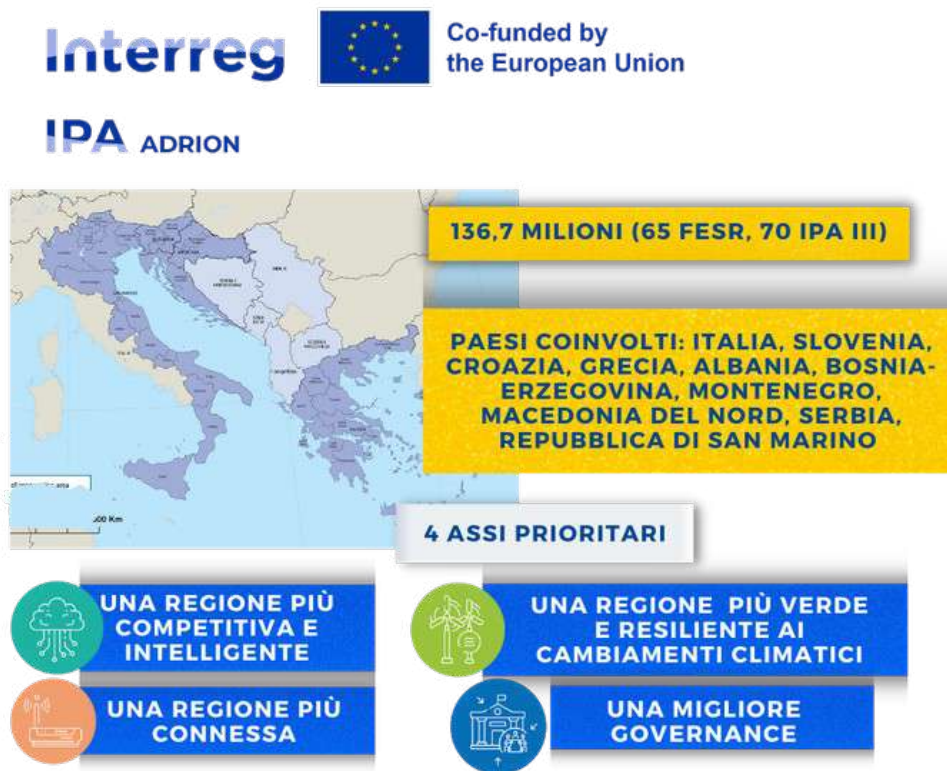 Interreg
Co-funded by
the European Union
IPA ADRION
136,7 MILIONI (65 FESR, 70 IPA III)
PAESI COINVOLTI: ITALIA, SLOVENIA,
CROAZIA, GRECIA, ALBANIA, BOSNIA-
ERZEGOVINA, MONTENEGRO,
MACEDONIA DEL NORD, SERBIA,
REPUBBLICA DI SAN MARINO
Km
4 ASSI PRIORITARI
UNA REGIONE PIÙ
COMPETITIVA E
INTELLIGENTE
UNA REGIONE PIÙ VERDE
E RESILIENTE AI
CAMBIAMENTI CLIMATICI
UNA REGIONE PIÙ
CONNESSA
UNA MIGLIORE
GOVERNANCE